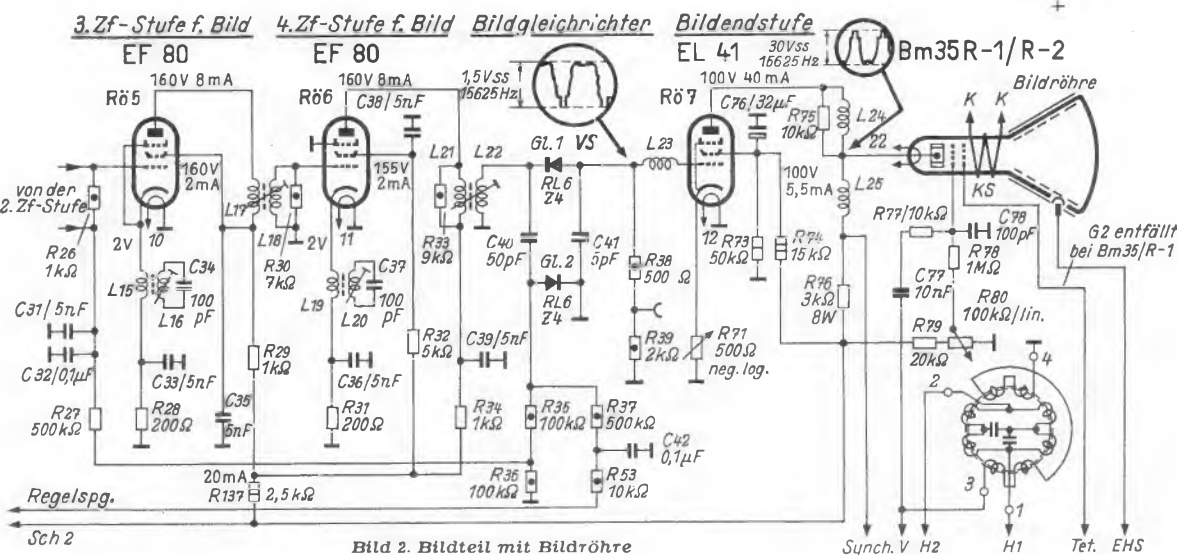 3. Zf-Stufe f. Bild
4. Zf-Stufe f. Bild
Bildgleichrichter
Bildendstufe
EF 80
EF 80
EL 41
Bm35R-1/R-2
160V 8mA
160V 8mA
100V 40mA
C38/5nF
1,5Vss
15625Hz
30Vss
15625Hz
Rö5
Rö6
Rö7
C76/32µF
Bildröhre
R75
10kΩ
L24
K
K
22
KS
160V
2mA
155V
2mA
L21
L22
Gl.1
VS
RL6
Z4
L23
100V
5,5mA
L25
von der
2. Zf-Stufe
L17
L18
R26
1kΩ
2V
10
R30
7kΩ
2V
11
R33
9kΩ
C40
50pF
C41
5pF
Gl.2
RL6
Z4
R38
500 Ω
12
R73
50kΩ
R74
15kΩ
R77/10kΩ
C78
100pF
R78
1MΩ
G2 entfällt
bei Bm35/R-1
L15
L16
C34
100
pF
L19
L20
C37
100
pF
C31/5nF
C32/0,1µF
C33/5nF
R29
1kΩ
C36/5nF
R32
5kΩ
C39/5nF
R39
2kΩ
R71
500Ω
neg. log.
R76
3kΩ
8W
C77
10nF
R79
20kΩ
R80
100kΩ/lin.
R27
500kΩ
R28
200Ω
C35
5nF
R31
200Ω
R34
1kΩ
R35
100kΩ
R37
500kΩ
C42
0,1µF
R36
100kΩ
R53
10kΩ
2
4
3
1
20mA
R137
2,5kΩ
Regelspg.
Sch 2
Bild 2. Bildteil mit Bildröhre
Synch.
V
H2
H1
Tet.
EHS